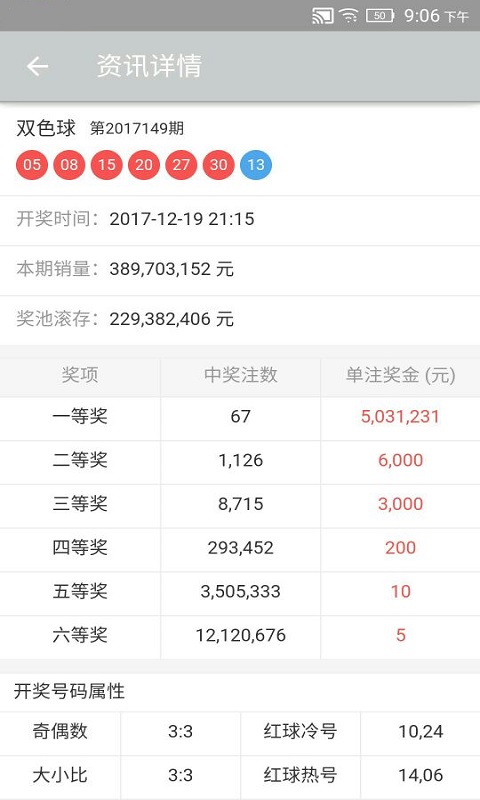 50 9:06 下午
资讯详情
双色球 第2017149期
05 08 15 20 27 30 13
开奖时间： 2017-12-19 21:15
本期销量： 389,703,152 元
奖池滚存： 229,382,406 元
奖项 中奖注数 单注奖金 (元)
一等奖 67 5,031,231
二等奖 1,126 6,000
三等奖 8,715 3,000
四等奖 293,452 200
五等奖 3,505,333 10
六等奖 12,120,676 5
开奖号码属性
奇偶数 3:3 红球冷号 10,24
大小比 3:3 红球热号 14,06